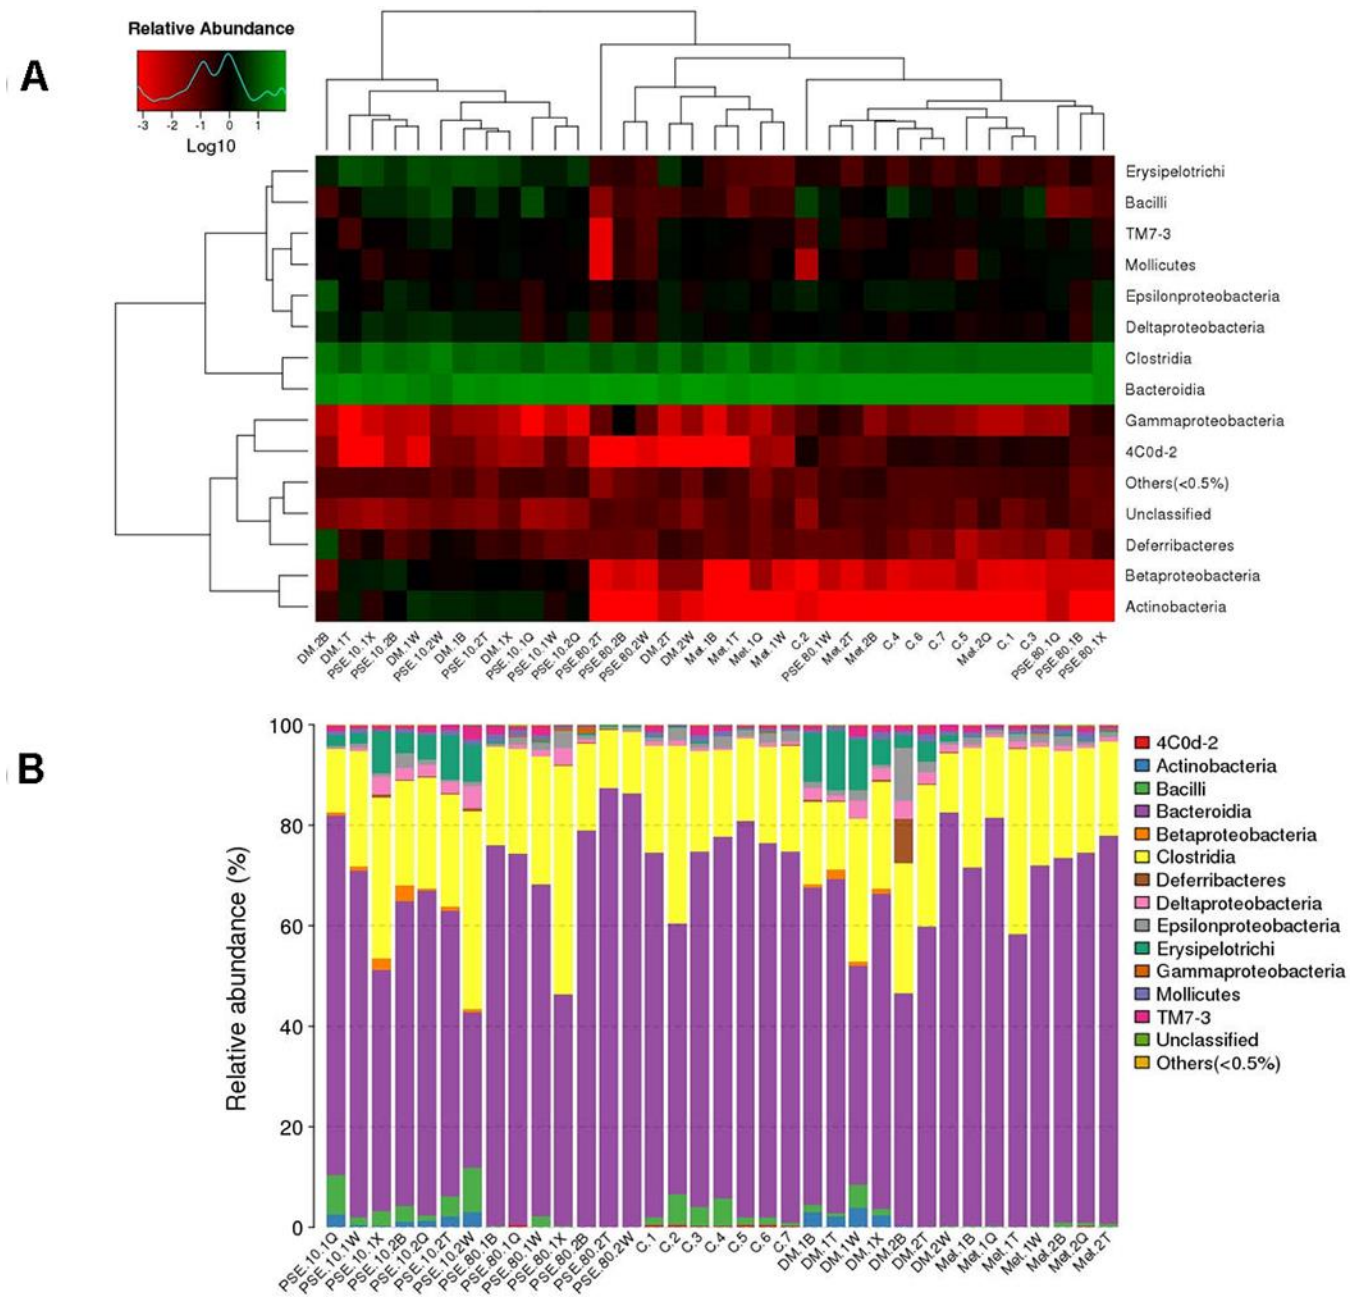 A
Relative Abundance
-3 -2 -1 0 1
Log10
Erysipelotrichi
Bacilli
TM7-3
Mollicutes
Epsilonproteobacteria
Deltaproteobacteria
Clostridia
Bacteroidia
Gammaproteobacteria
4C0d-2
Others(<0.5%)
Unclassified
Deferribacteres
Betaproteobacteria
Actinobacteria
DM.2B DM.1T PSE.10.1X PSE.10.2B DM.1W PSE.10.2W DM.1B PSE.10.2T DM.1X PSE.10.1Q PSE.10.1W PSE.10.2Q PSE.80.2T PSE.80.2B PSE.80.2W DM.2T DM.2W Met.1B Met.1T Met.1Q Met.1W C.2 PSE.80.1W Met.2T Met.2B C.4 C.6 C.7 C.5 Met.2Q C.1 C.3 PSE.80.1Q PSE.80.1B PSE.80.1X
B
Relative abundance (%)
100
80
60
40
20
0
PSE.10.1Q PSE.10.1W PSE.10.1X PSE.10.2B PSE.10.2Q PSE.10.2T PSE.10.2W PSE.80.1B PSE.80.1Q PSE.80.1W PSE.80.1X PSE.80.2B PSE.80.2T PSE.80.2W C.1 C.2 C.3 C.4 C.5 C.6 C.7 DM.1B DM.1T DM.1W DM.1X DM.2B DM.2T DM.2W Met.1B Met.1Q Met.1T Met.1W Met.2B Met.2Q Met.2T
4C0d-2
Actinobacteria
Bacilli
Bacteroidia
Betaproteobacteria
Clostridia
Deferribacteres
Deltaproteobacteria
Epsilonproteobacteria
Erysipelotrichi
Gammaproteobacteria
Mollicutes
TM7-3
Unclassified
Others(<0.5%)